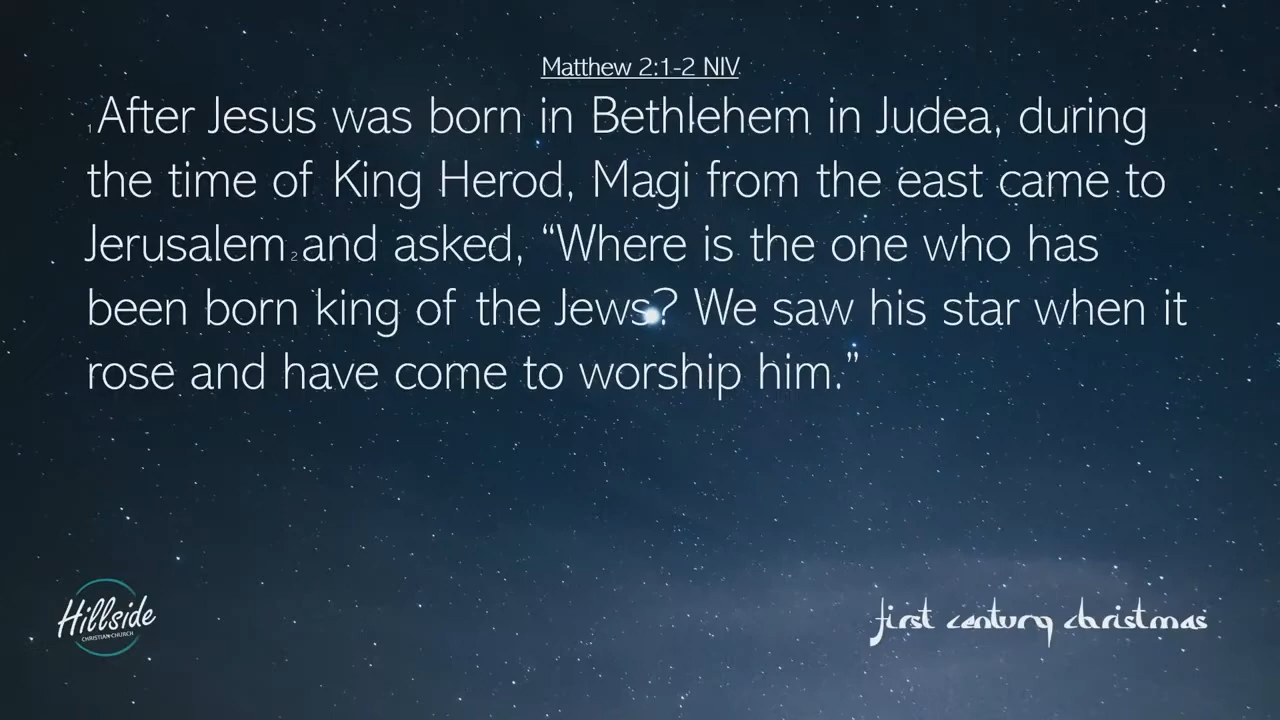 Matthew 2:1-2 NIV
1 After Jesus was born in Bethlehem in Judea, during
the time of King Herod, Magi from the east came to
Jerusalem 2 and asked, “Where is the one who has
been born king of the Jews? We saw his star when it
rose and have come to worship him.”
Hillside
CHRISTIAN CHURCH
first century christmas